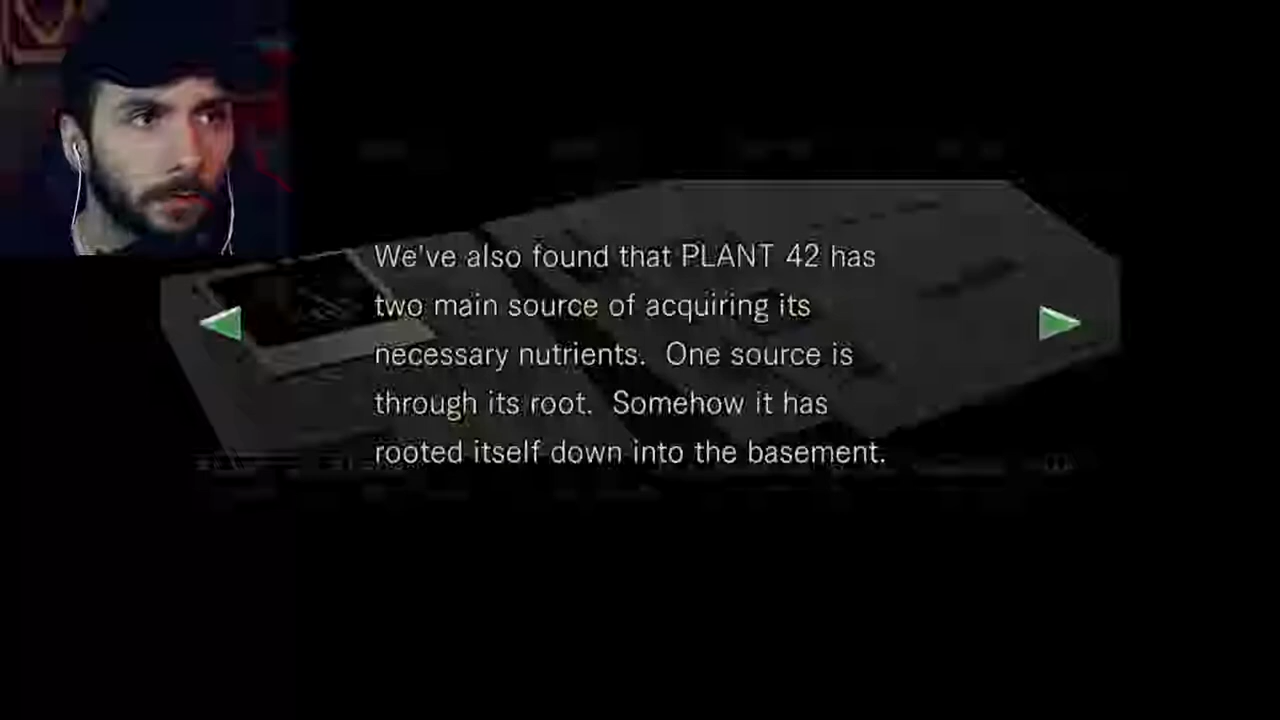 We've also found that PLANT 42 has
two main source of acquiring its
necessary nutrients. One source is
through its root. Somehow it has
rooted itself down into the basement.